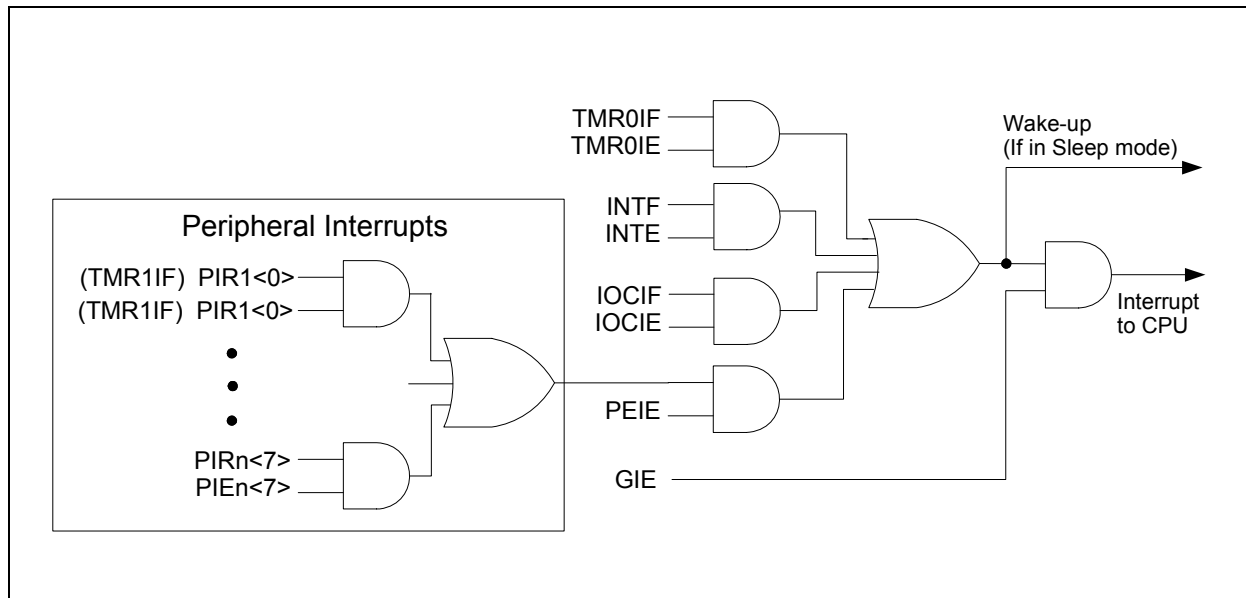 TMR0IF
TMR0IE
Wake-up
(If in Sleep mode)
INTF
INTE
Peripheral Interrupts
(TMR1IF) PIR1<0>
(TMR1IF) PIR1<0>
IOCIF
IOCIE
Interrupt
to CPU
PEIE
PIRn<7>
PIEn<7>
GIE